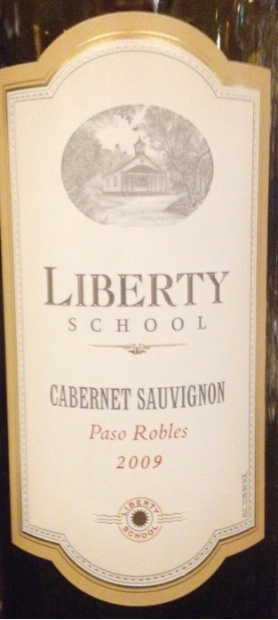 LIBERTY
SCHOOL
CABERNET SAUVIGNON
Paso Robles
2009
LIBERTY
SCHOOL